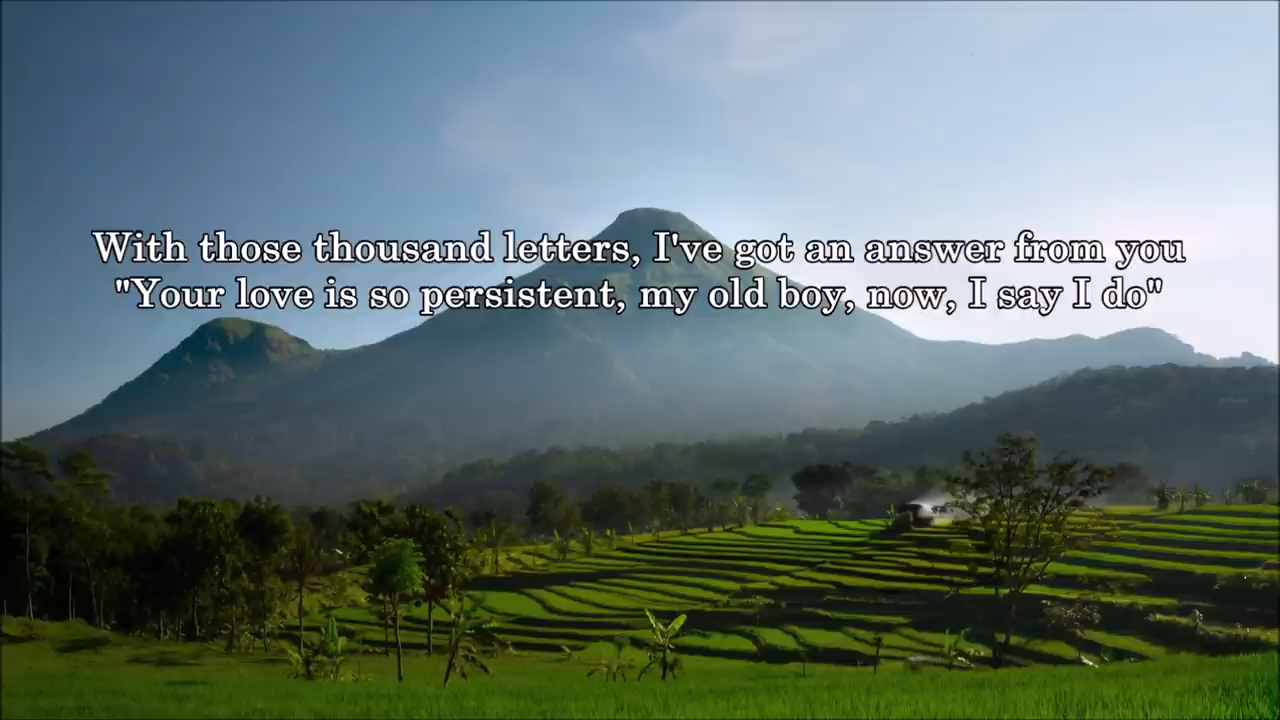 With those thousand letters, I've got an answer from you
"Your love is so persistent, my old boy, now, I say I do"